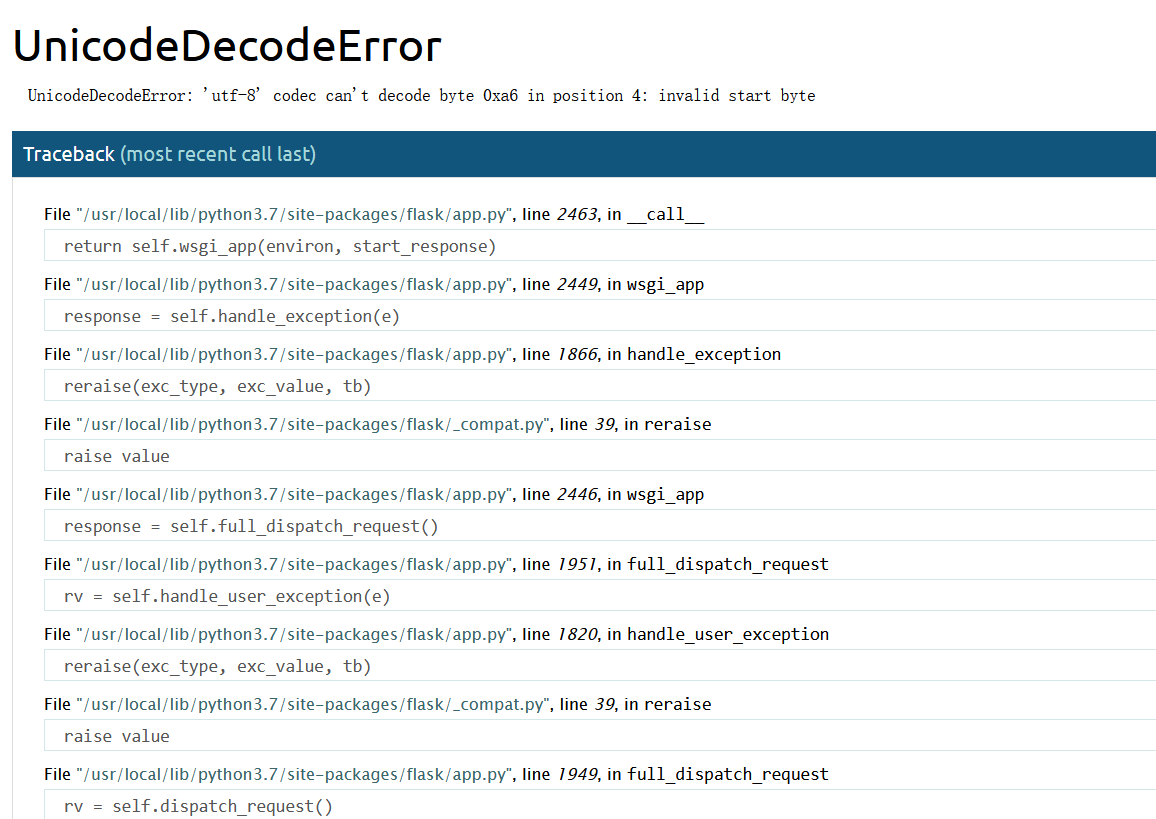 UnicodeDecodeError
UnicodeDecodeError: 'utf-8' codec can't decode byte 0xa6 in position 4: invalid start byte
Traceback (most recent call last)
File "/usr/local/lib/python3.7/site-packages/flask/app.py", line 2463, in __call__
return self.wsgi_app(environ, start_response)
File "/usr/local/lib/python3.7/site-packages/flask/app.py", line 2449, in wsgi_app
response = self.handle_exception(e)
File "/usr/local/lib/python3.7/site-packages/flask/app.py", line 1866, in handle_exception
reraise(exc_type, exc_value, tb)
File "/usr/local/lib/python3.7/site-packages/flask/_compat.py", line 39, in reraise
raise value
File "/usr/local/lib/python3.7/site-packages/flask/app.py", line 2446, in wsgi_app
response = self.full_dispatch_request()
File "/usr/local/lib/python3.7/site-packages/flask/app.py", line 1951, in full_dispatch_request
rv = self.handle_user_exception(e)
File "/usr/local/lib/python3.7/site-packages/flask/app.py", line 1820, in handle_user_exception
reraise(exc_type, exc_value, tb)
File "/usr/local/lib/python3.7/site-packages/flask/_compat.py", line 39, in reraise
raise value
File "/usr/local/lib/python3.7/site-packages/flask/app.py", line 1949, in full_dispatch_request
rv = self.dispatch_request()